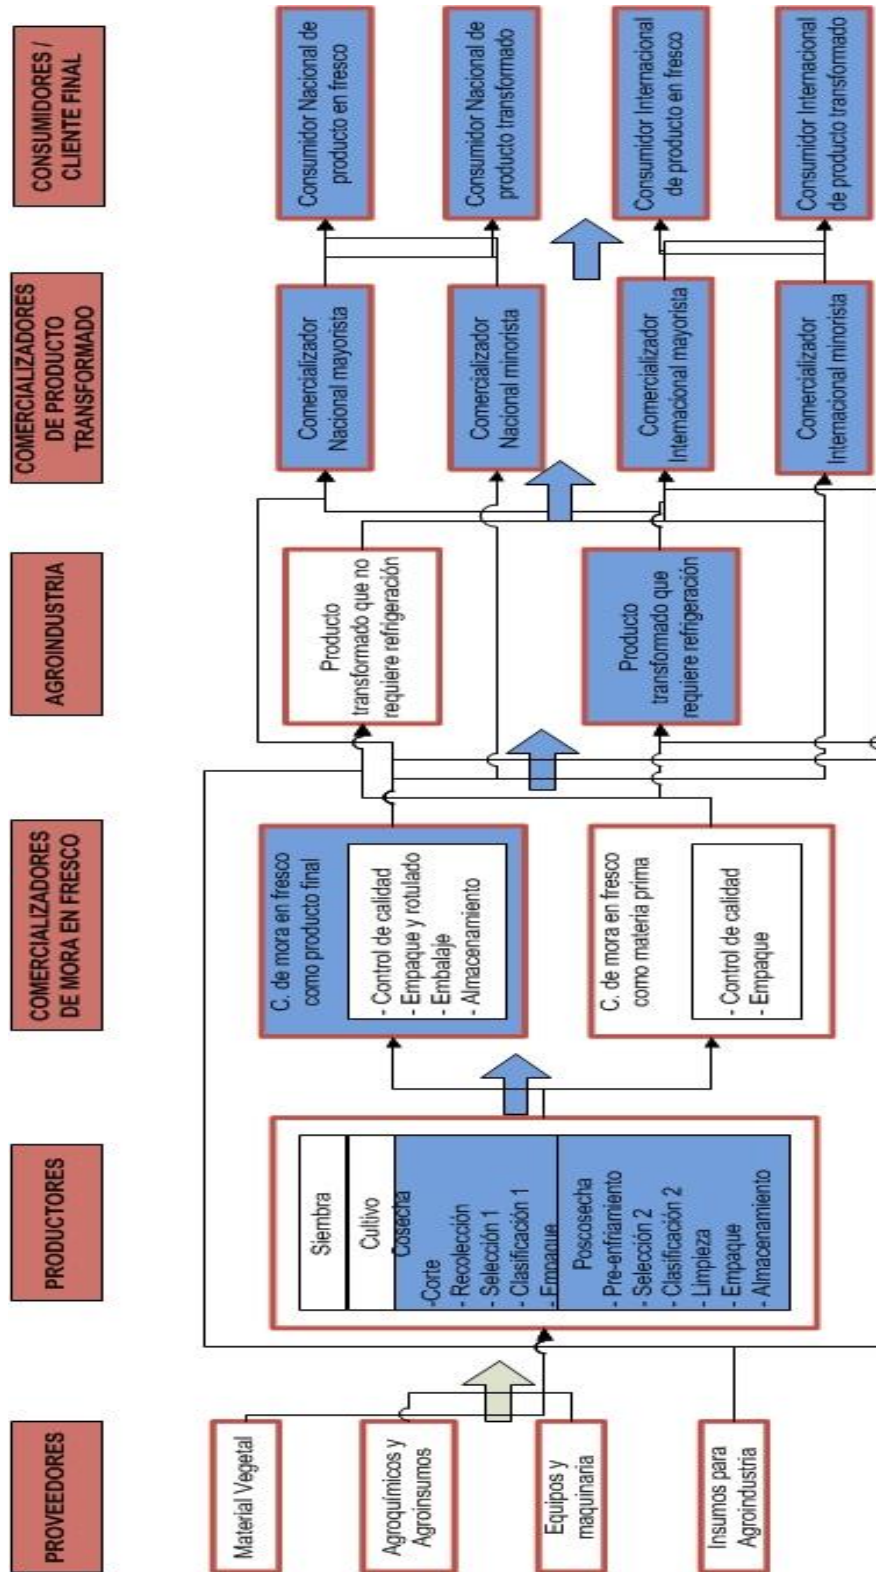 PROVEEDORES
Material Vegetal
Agroquímicos y
Agroinsumos
Equipos y
maquinaria
Insumos para
Agroindustria
PRODUCTORES
Siembra
Cultivo
Cosecha
-Corte
- Recolección
- Selección 1
- Clasificación 1
- Empaque
Poscosecha
- Pre-enfriamiento
- Selección 2
- Clasificación 2
- Limpieza
- Empaque
- Almacenamiento
COMERCIALIZADORES
DE MORA EN FRESCO
C. de mora en fresco
como producto final
- Control de calidad
- Empaque y rotulado
- Embalaje
- Almacenamiento
C. de mora en fresco
como materia prima
- Control de calidad
- Empaque
AGROINDUSTRIA
Producto
transformado que no
requiere refrigeración
Producto
transformado que
requiere refrigeración
COMERCIALIZADORES
DE PRODUCTO
TRANSFORMADO
Comercializador
Nacional mayorista
Comercializador
Nacional minorista
Comercializador
Internacional mayorista
Comercializador
Internacional minorista
CONSUMIDORES /
CLIENTE FINAL
Consumidor Nacional de
producto en fresco
Consumidor Nacional de
producto transformado
Consumidor Internacional
de producto en fresco
Consumidor Internacional
de producto transformado